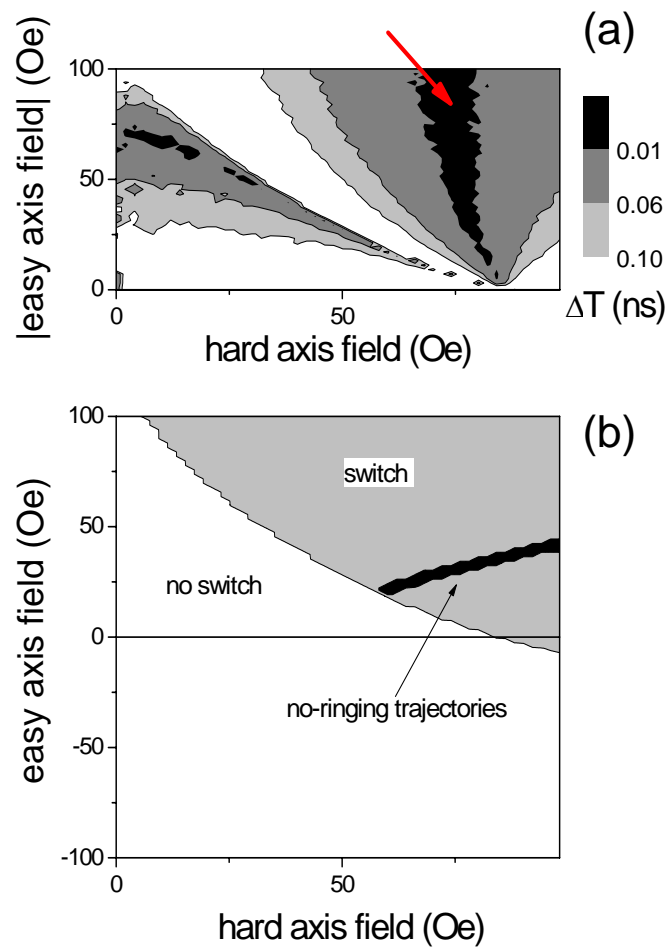 (a)
|easy axis field| (Oe)
100
50
0
0
50
hard axis field (Oe)
0.01
0.06
0.10
ΔT (ns)
(b)
easy axis field (Oe)
100
50
0
-50
-100
switch
no switch
no-ringing trajectories
0
50
hard axis field (Oe)